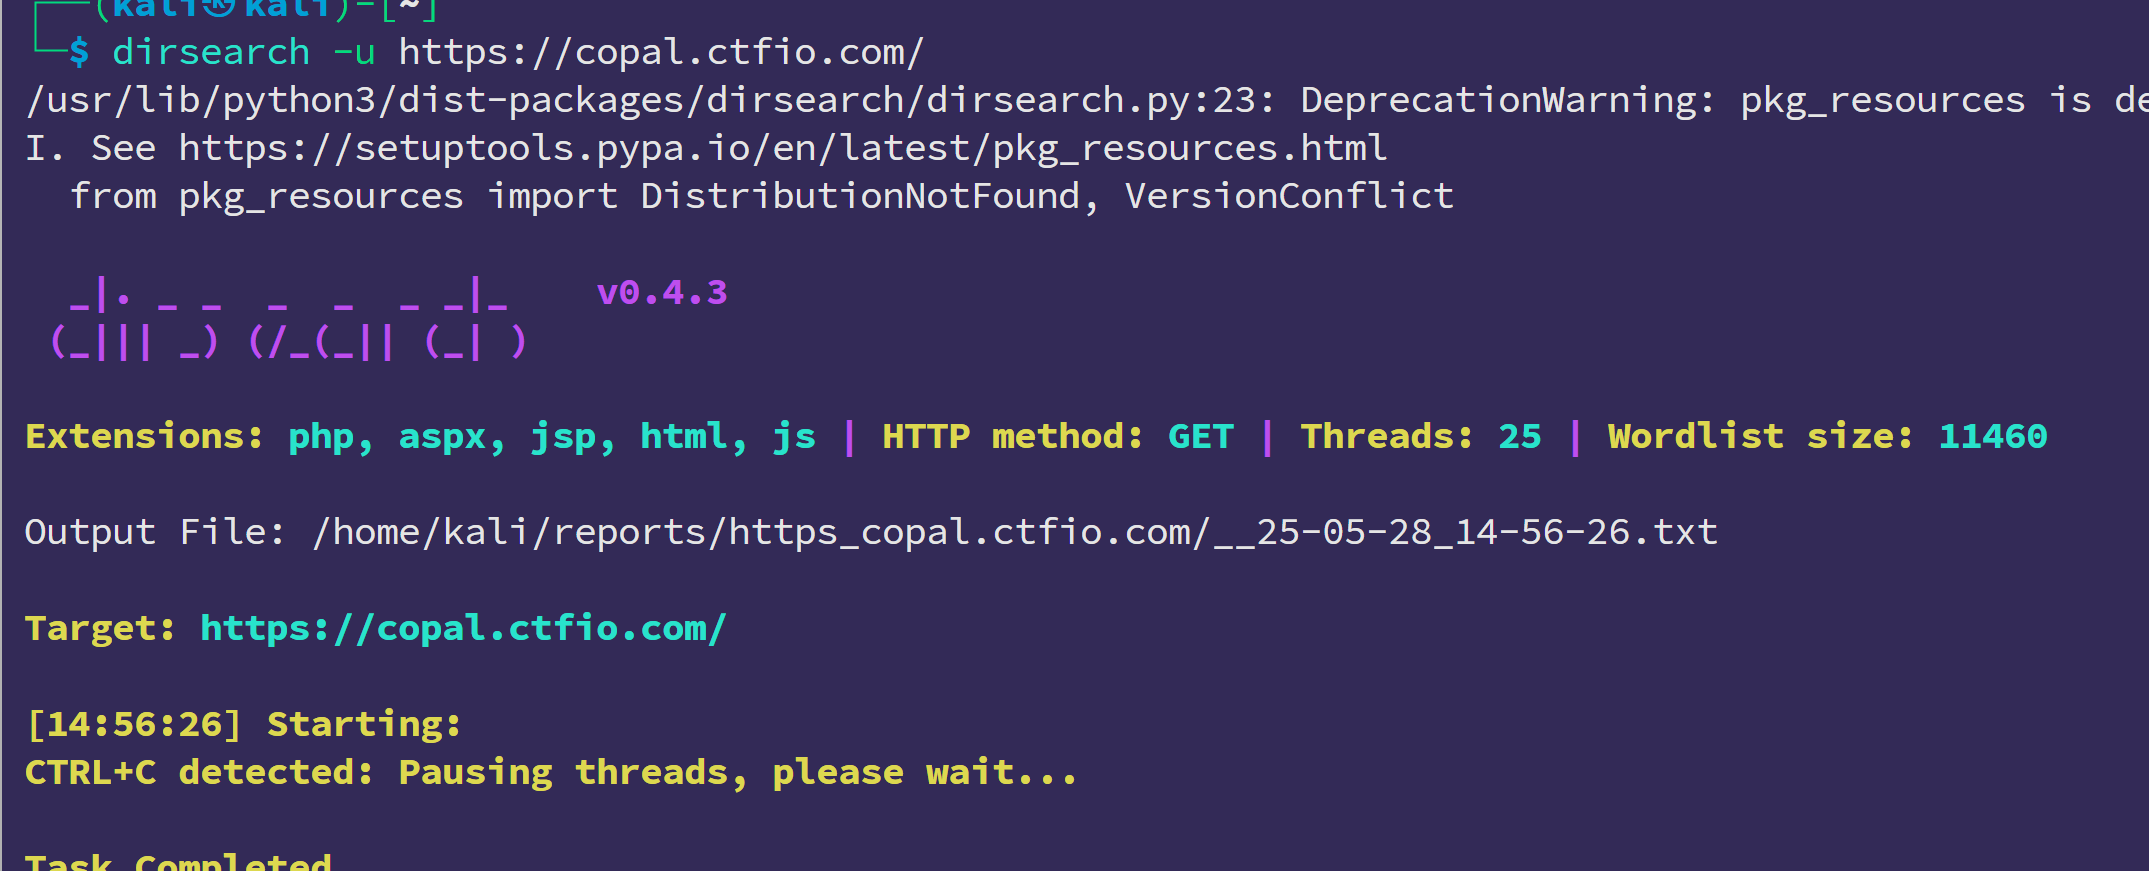 ┌──(kali㉿kali)-[~]
└─$ dirsearch -u https://copal.ctfio.com/
/usr/lib/python3/dist-packages/dirsearch/dirsearch.py:23: DeprecationWarning: pkg_resources is de
I. See https://setuptools.pypa.io/en/latest/pkg_resources.html
  from pkg_resources import DistributionNotFound, VersionConflict
  _|. _ _  _  _  _ _|_    v0.4.3
 (_||| _) (/_(_|| (_| )
Extensions: php, aspx, jsp, html, js | HTTP method: GET | Threads: 25 | Wordlist size: 11460
Output File: /home/kali/reports/https_copal.ctfio.com/__25-05-28_14-56-26.txt
Target: https://copal.ctfio.com/
[14:56:26] Starting:
CTRL+C detected: Pausing threads, please wait...
Task Completed